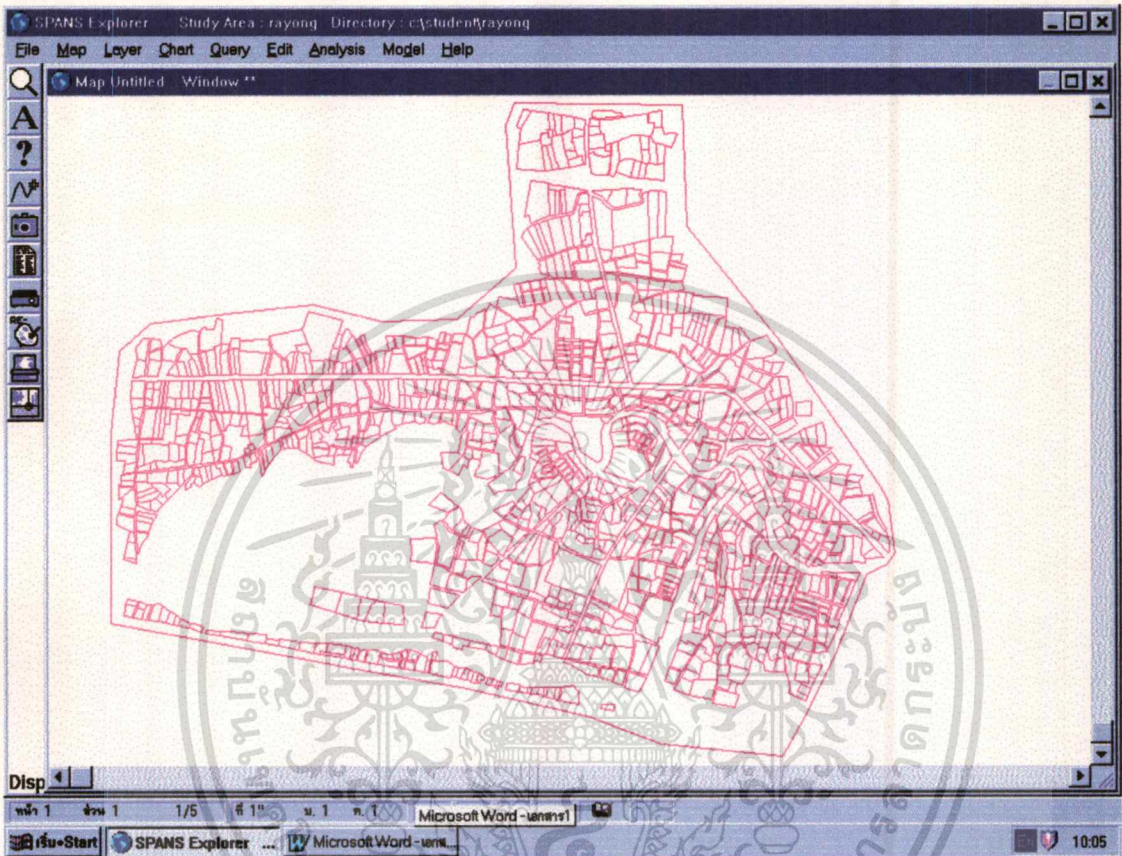 SPANS Explorer Study Area : rayong Directory : c:\student\rayong
File Map Layer Chart Query Edit Analysis Model Help
Map Untitled Window **
A
?
Disp
หน้า 1 ส่วน 1 1/5 ที่ 1" บ. 1 ค. 1
Microsoft Word - เอกสาร1
เริ่ม•Start SPANS Explorer ... Microsoft Word - เอกส...
10:05